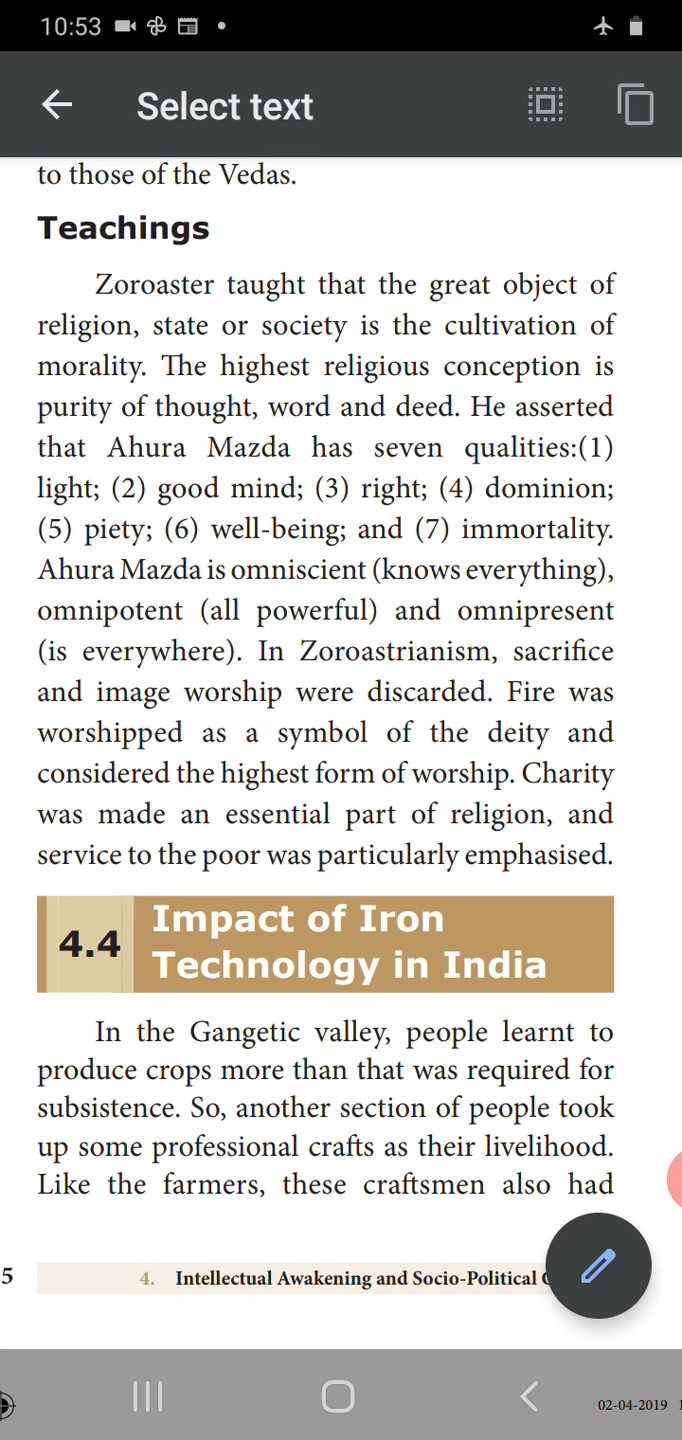 10:53
Select text
to those of the Vedas.
Teachings
Zoroaster taught that the great object of
religion, state or society is the cultivation of
morality. The highest religious conception is
purity of thought, word and deed. He asserted
that Ahura Mazda has seven qualities:(1)
light; (2) good mind; (3) right; (4) dominion;
(5) piety; (6) well-being; and (7) immortality.
Ahura Mazda is omniscient (knows everything),
omnipotent (all powerful) and omnipresent
(is everywhere). In Zoroastrianism, sacrifice
and image worship were discarded. Fire was
worshipped as a symbol of the deity and
considered the highest form of worship. Charity
was made an essential part of religion, and
service to the poor was particularly emphasised.
4.4 Impact of Iron
Technology in India
In the Gangetic valley, people learnt to
produce crops more than that was required for
subsistence. So, another section of people took
up some professional crafts as their livelihood.
Like the farmers, these craftsmen also had
5 4. Intellectual Awakening and Socio-Political
02-04-2019